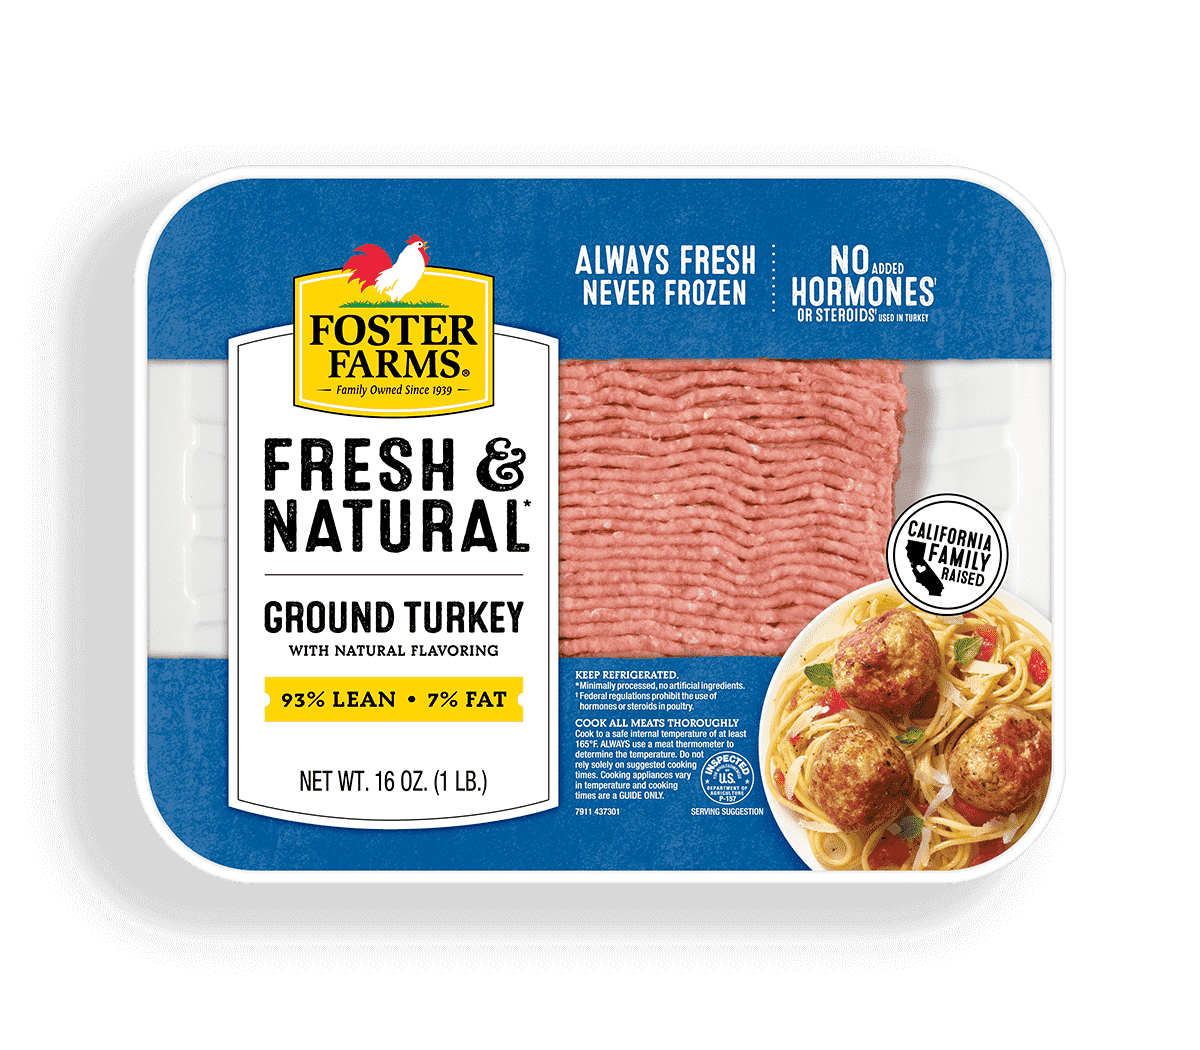 FOSTER
FARMS®
Family Owned Since 1939
FRESH &
NATURAL*
GROUND TURKEY
WITH NATURAL FLAVORING
93% LEAN • 7% FAT
NET WT. 16 OZ. (1 LB.)
ALWAYS FRESH
NEVER FROZEN
NO ADDED
HORMONES†
OR STEROIDS† USED IN TURKEY
CALIFORNIA
FAMILY
RAISED
KEEP REFRIGERATED.
*Minimally processed, no artificial ingredients.
†Federal regulations prohibit the use of
hormones or steroids in poultry.
COOK ALL MEATS THOROUGHLY
Cook to a safe internal temperature of at least
165°F. ALWAYS use a meat thermometer to
determine the temperature. Do not
rely solely on suggested cooking
times. Cooking appliances vary
in temperature and cooking
times are a GUIDE ONLY.
7911 437301
INSPECTED
FOR WHOLESOMENESS
U.S.
DEPARTMENT OF
AGRICULTURE
P-157
SERVING SUGGESTION